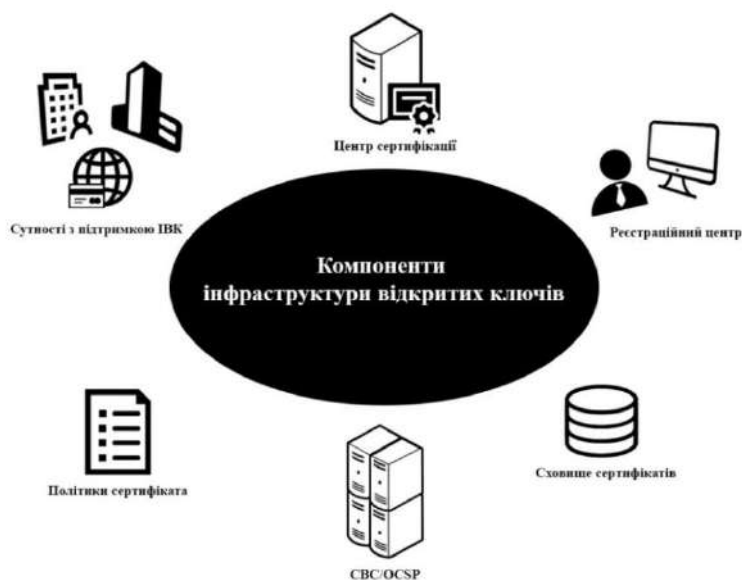 Центр сертифікації
Сутності з підтримкою ІВК
Реєстраційний центр
Компоненти
інфраструктури відкритих ключів
Політики сертифіката
Сховище сертифікатів
СВС/OCSP